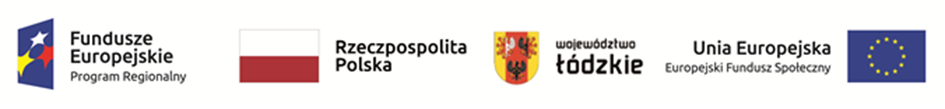 Fundusze
Europejskie
Program Regionalny
Rzeczpospolita
Polska
województwo
łódzkie
Unia Europejska
Europejski Fundusz Społeczny